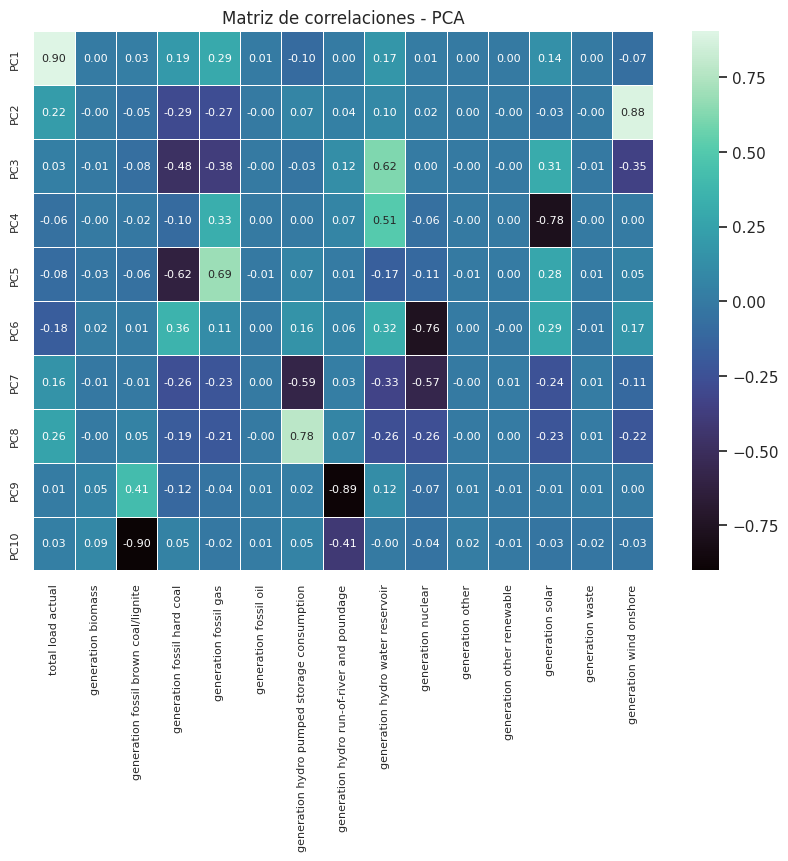 Matriz de correlaciones - PCA
PC1 0.90 0.00 0.03 0.19 0.29 0.01 -0.10 0.00 0.17 0.01 0.00 0.00 0.14 0.00 -0.07
PC2 0.22 -0.00 -0.05 -0.29 -0.27 -0.00 0.07 0.04 0.10 0.02 0.00 -0.00 -0.03 -0.00 0.88
PC3 0.03 -0.01 -0.08 -0.48 -0.38 -0.00 -0.03 0.12 0.62 0.00 -0.00 -0.00 0.31 -0.01 -0.35
PC4 -0.06 -0.00 -0.02 -0.10 0.33 0.00 0.00 0.07 0.51 -0.06 -0.00 0.00 -0.78 -0.00 0.00
PC5 -0.08 -0.03 -0.06 -0.62 0.69 -0.01 0.07 0.01 -0.17 -0.11 -0.01 0.00 0.28 0.01 0.05
PC6 -0.18 0.02 0.01 0.36 0.11 0.00 0.16 0.06 0.32 -0.76 0.00 -0.00 0.29 -0.01 0.17
PC7 0.16 -0.01 -0.01 -0.26 -0.23 0.00 -0.59 0.03 -0.33 -0.57 -0.00 0.01 -0.24 0.01 -0.11
PC8 0.26 -0.00 0.05 -0.19 -0.21 -0.00 0.78 0.07 -0.26 -0.26 -0.00 0.00 -0.23 0.01 -0.22
PC9 0.01 0.05 0.41 -0.12 -0.04 0.01 0.02 -0.89 0.12 -0.07 0.01 -0.01 -0.01 0.01 0.00
PC10 0.03 0.09 -0.90 0.05 -0.02 0.01 0.05 -0.41 -0.00 -0.04 0.02 -0.01 -0.03 -0.02 -0.03
total load actual
generation biomass
generation fossil brown coal/lignite
generation fossil hard coal
generation fossil gas
generation fossil oil
generation hydro pumped storage consumption
generation hydro run-of-river and poundage
generation hydro water reservoir
generation nuclear
generation other
generation other renewable
generation solar
generation waste
generation wind onshore
0.75
0.50
0.25
0.00
−0.25
−0.50
−0.75